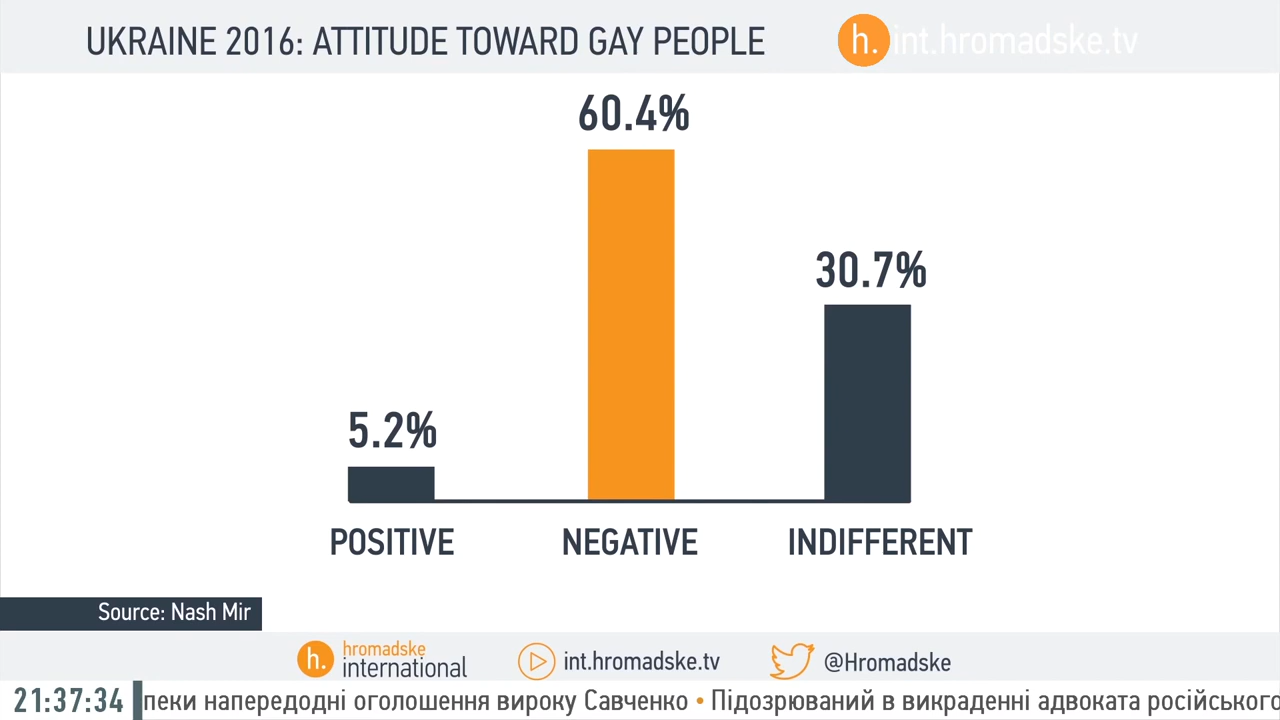 UKRAINE 2016: ATTITUDE TOWARD GAY PEOPLE
h. int.hromadske.tv
60.4%
30.7%
5.2%
POSITIVE NEGATIVE INDIFFERENT
Source: Nash Mir
h. hromadske international
int.hromadske.tv
@Hromadske
21:37:34 пеки напередодні оголошення вироку Савченко • Підозрюваний в викраденні адвоката російського